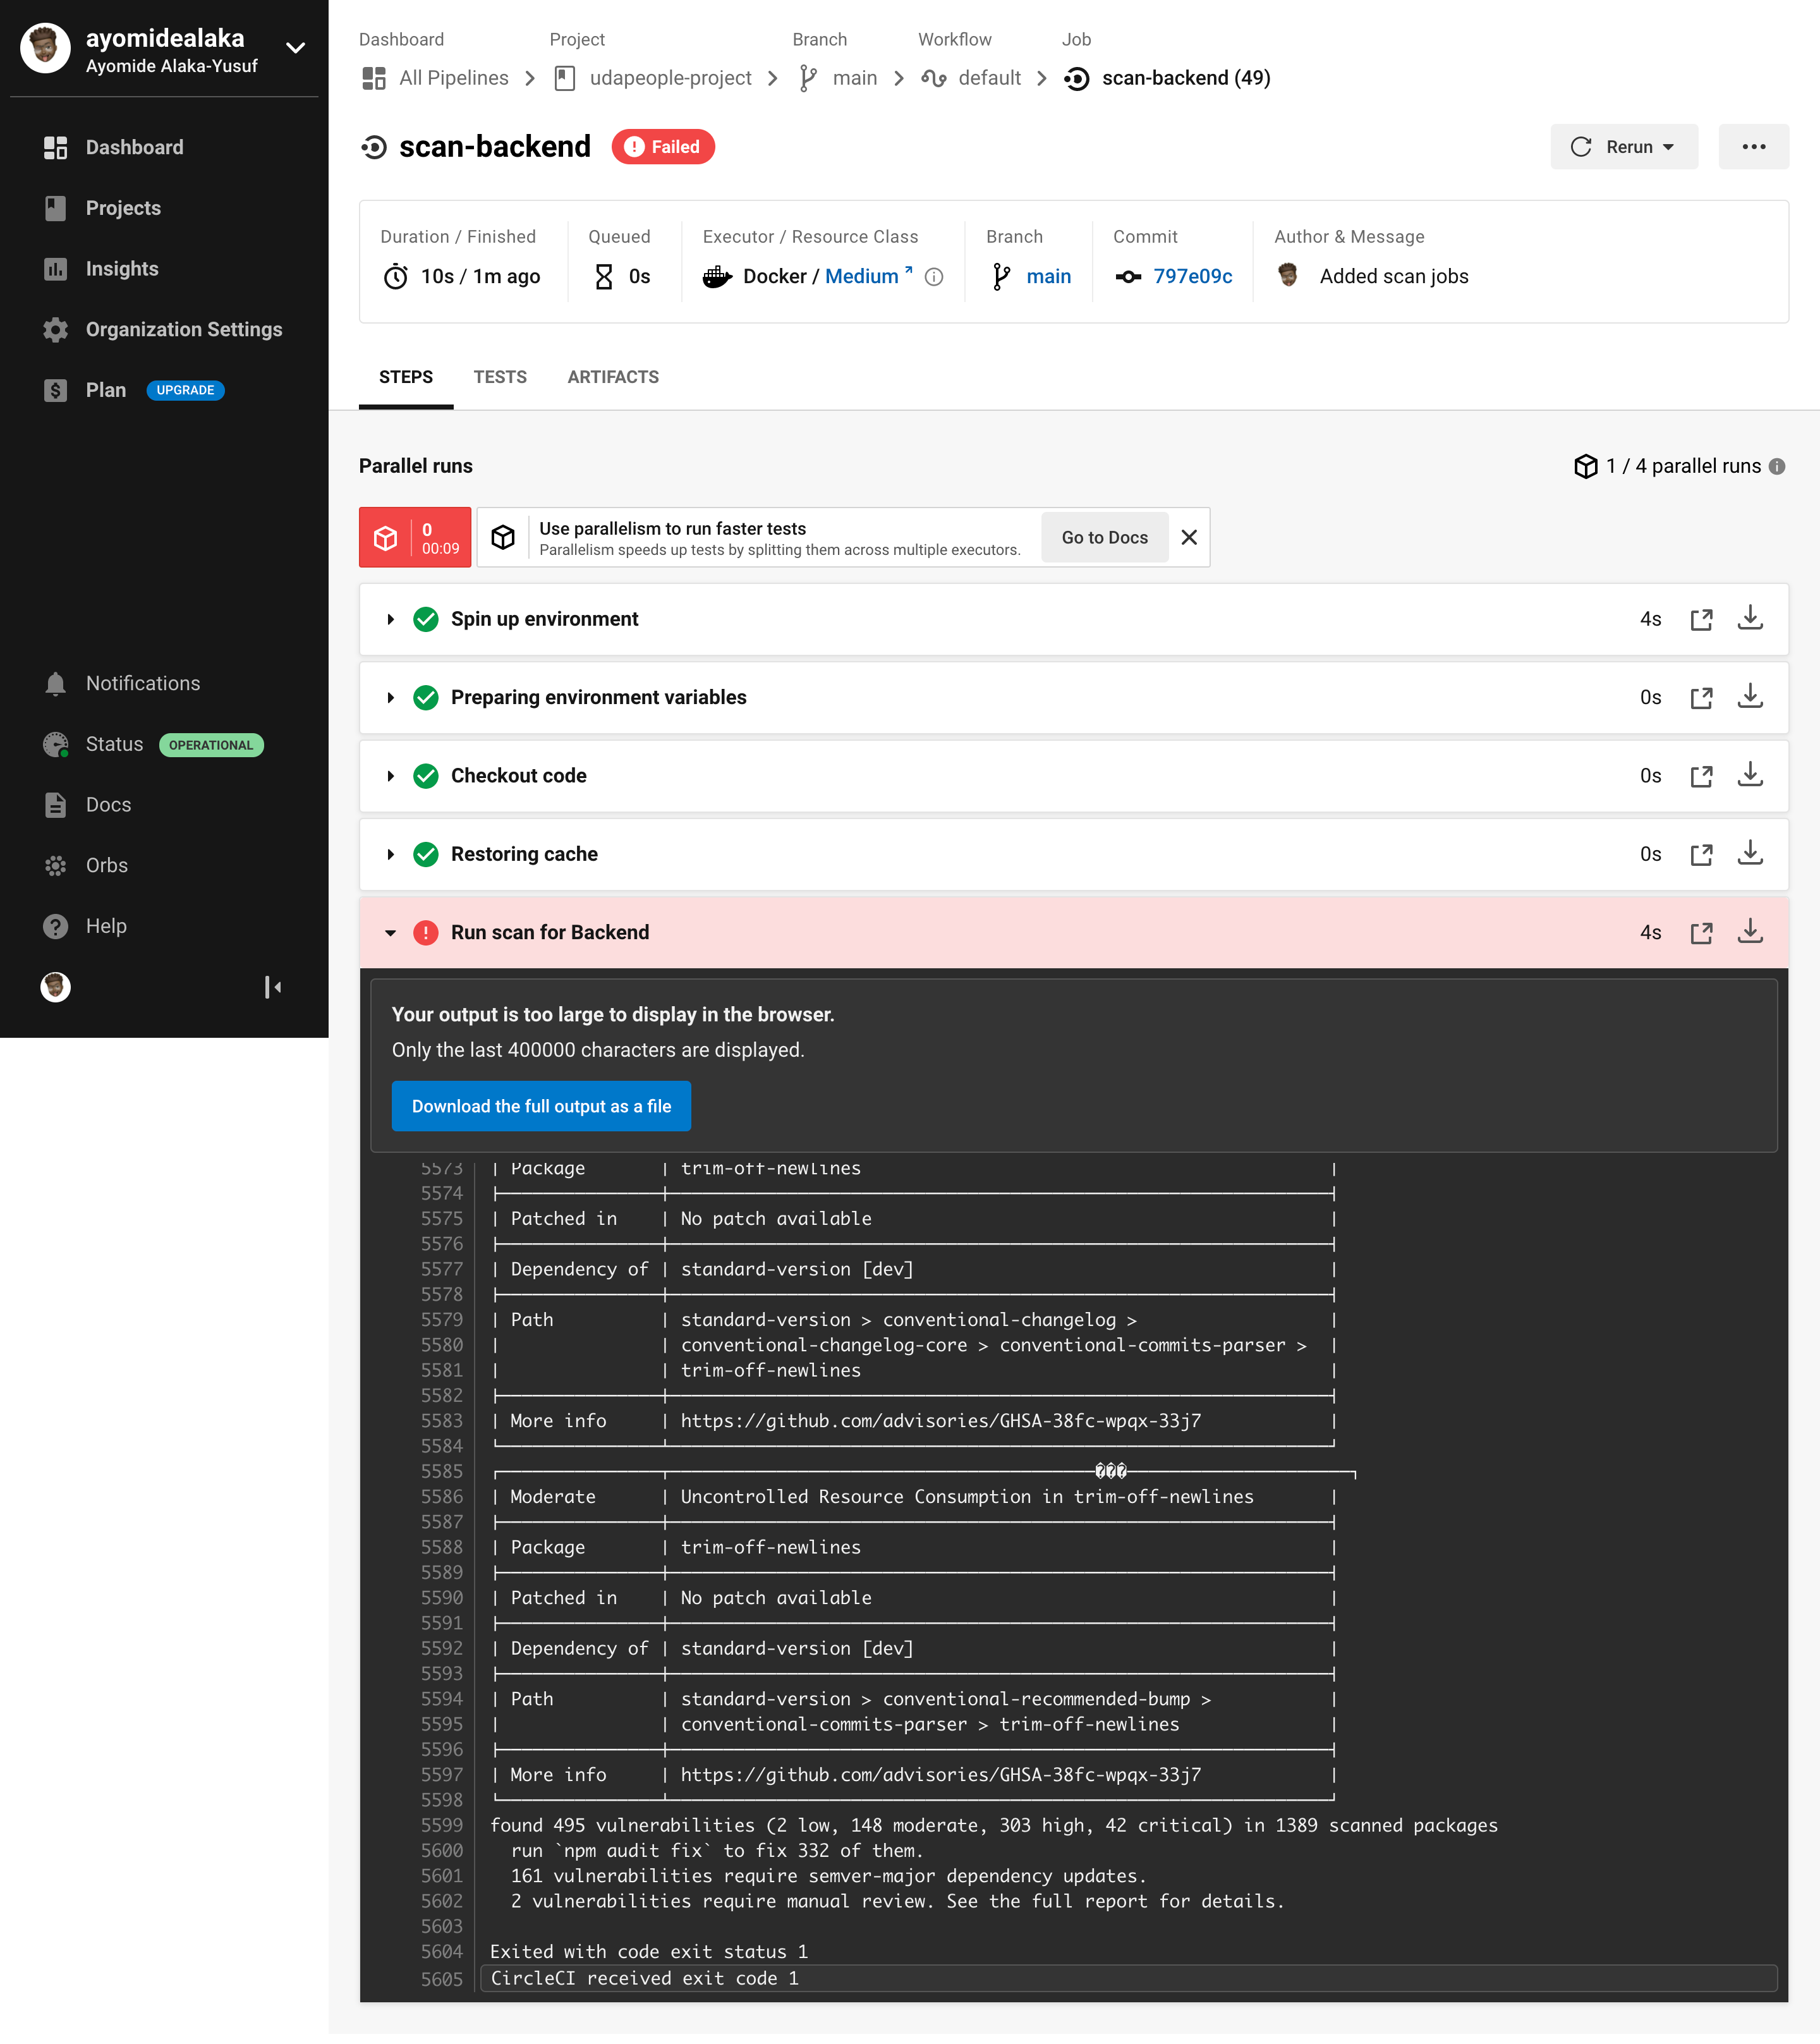 ayomidealaka
Ayomide Alaka-Yusuf
Dashboard
Projects
Insights
Organization Settings
Plan UPGRADE
Notifications
Status OPERATIONAL
Docs
Orbs
Help
Dashboard Project Branch Workflow Job
All Pipelines udapeople-project main default scan-backend (49)
scan-backend Failed
Rerun
Duration / Finished Queued Executor / Resource Class Branch Commit Author & Message
10s / 1m ago 0s Docker / Medium main 797e09c Added scan jobs
STEPS TESTS ARTIFACTS
Parallel runs 1 / 4 parallel runs
0
00:09
Use parallelism to run faster tests
Parallelism speeds up tests by splitting them across multiple executors.
Go to Docs
Spin up environment 4s
Preparing environment variables 0s
Checkout code 0s
Restoring cache 0s
Run scan for Backend 4s
Your output is too large to display in the browser.
Only the last 400000 characters are displayed.
Download the full output as a file
5573 | Package | trim-off-newlines |
5574
5575 | Patched in | No patch available |
5576
5577 | Dependency of | standard-version [dev] |
5578
5579 | Path | standard-version > conventional-changelog > |
5580 | | conventional-changelog-core > conventional-commits-parser > |
5581 | | trim-off-newlines |
5582
5583 | More info | https://github.com/advisories/GHSA-38fc-wpqx-33j7 |
5584
5585 ���
5586 | Moderate | Uncontrolled Resource Consumption in trim-off-newlines |
5587
5588 | Package | trim-off-newlines |
5589
5590 | Patched in | No patch available |
5591
5592 | Dependency of | standard-version [dev] |
5593
5594 | Path | standard-version > conventional-recommended-bump > |
5595 | | conventional-commits-parser > trim-off-newlines |
5596
5597 | More info | https://github.com/advisories/GHSA-38fc-wpqx-33j7 |
5598
5599 found 495 vulnerabilities (2 low, 148 moderate, 303 high, 42 critical) in 1389 scanned packages
5600 run `npm audit fix` to fix 332 of them.
5601 161 vulnerabilities require semver-major dependency updates.
5602 2 vulnerabilities require manual review. See the full report for details.
5603
5604 Exited with code exit status 1
5605 CircleCI received exit code 1